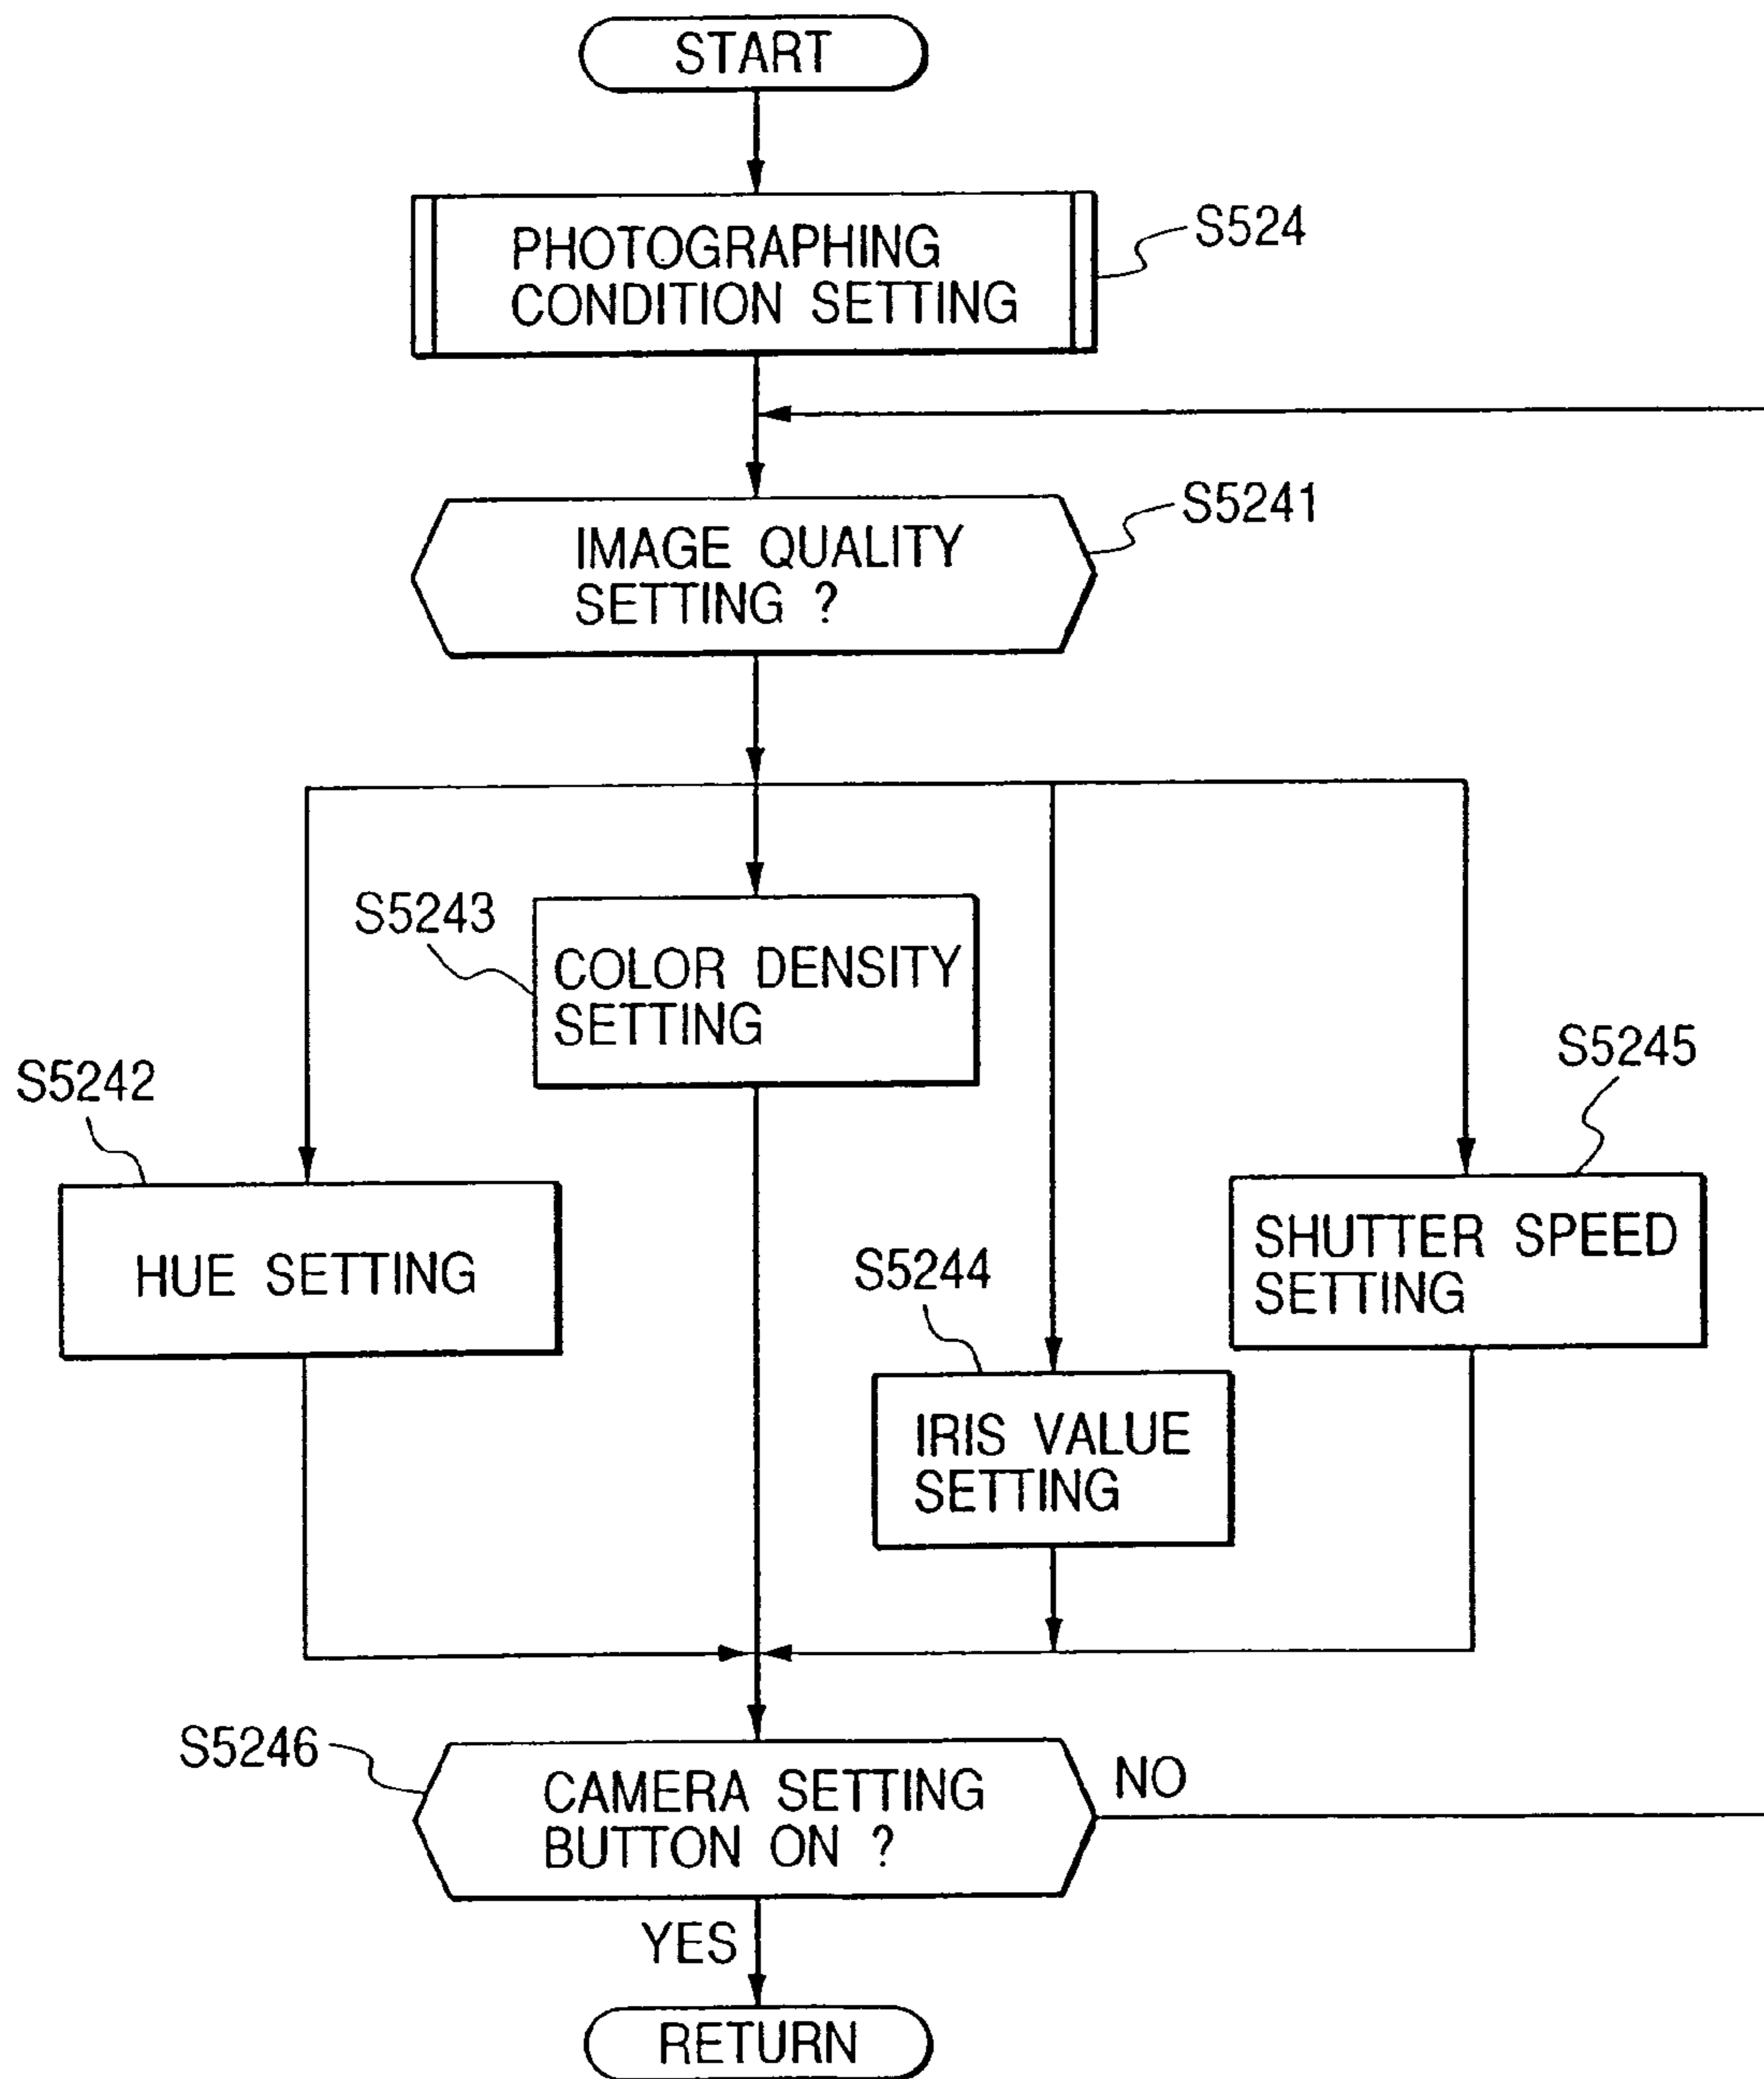 START
PHOTOGRAPHING
CONDITION SETTING
S524
IMAGE QUALITY
SETTING ?
S5241
S5243
COLOR DENSITY
SETTING
S5242
HUE SETTING
S5245
SHUTTER SPEED
SETTING
S5244
IRIS VALUE
SETTING
S5246
CAMERA SETTING
BUTTON ON ?
NO
YES
RETURN